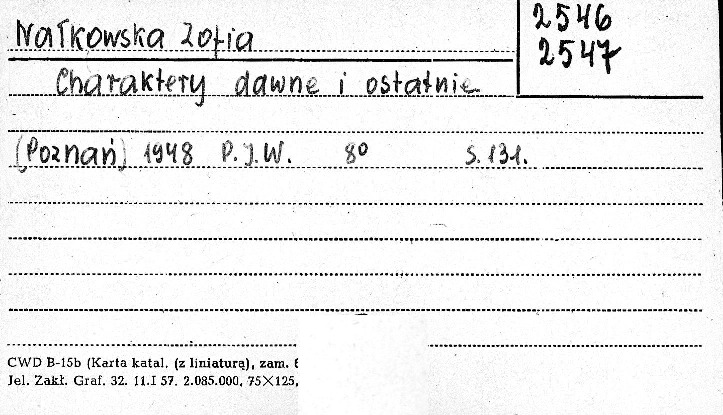 Nałkowska Zofia
2546
2547
Charaktery dawne i ostatnie
(Poznań) 1948 P.I.W. 8° s. 131.
CWD B-15b (Karta katal. (z liniaturą), zam.
Jel. Zakł. Graf. 32. 11.I 57. 2.085.000, 75×125,